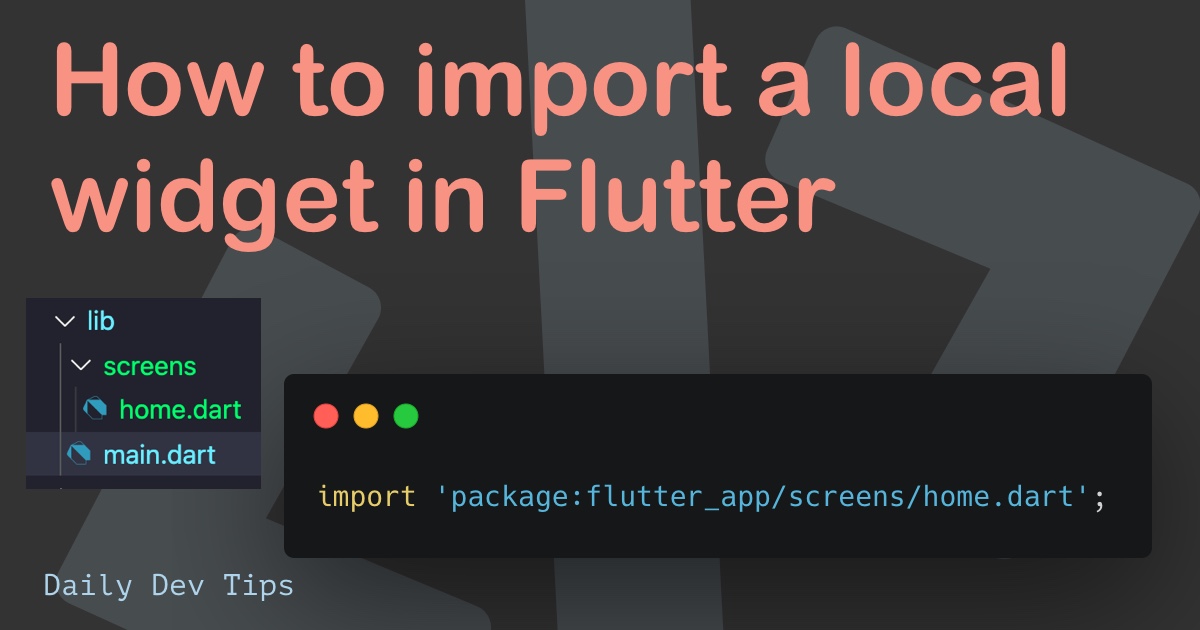 How to import a local
widget in Flutter
lib
screens
home.dart
main.dart
import 'package:flutter_app/screens/home.dart';
Daily Dev Tips